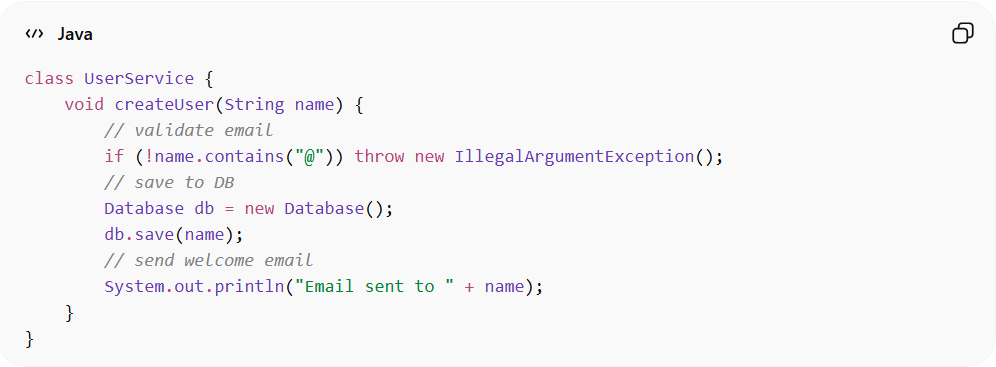 </> Java
class UserService {
    void createUser(String name) {
        // validate email
        if (!name.contains("@")) throw new IllegalArgumentException();
        // save to DB
        Database db = new Database();
        db.save(name);
        // send welcome email
        System.out.println("Email sent to " + name);
    }
}